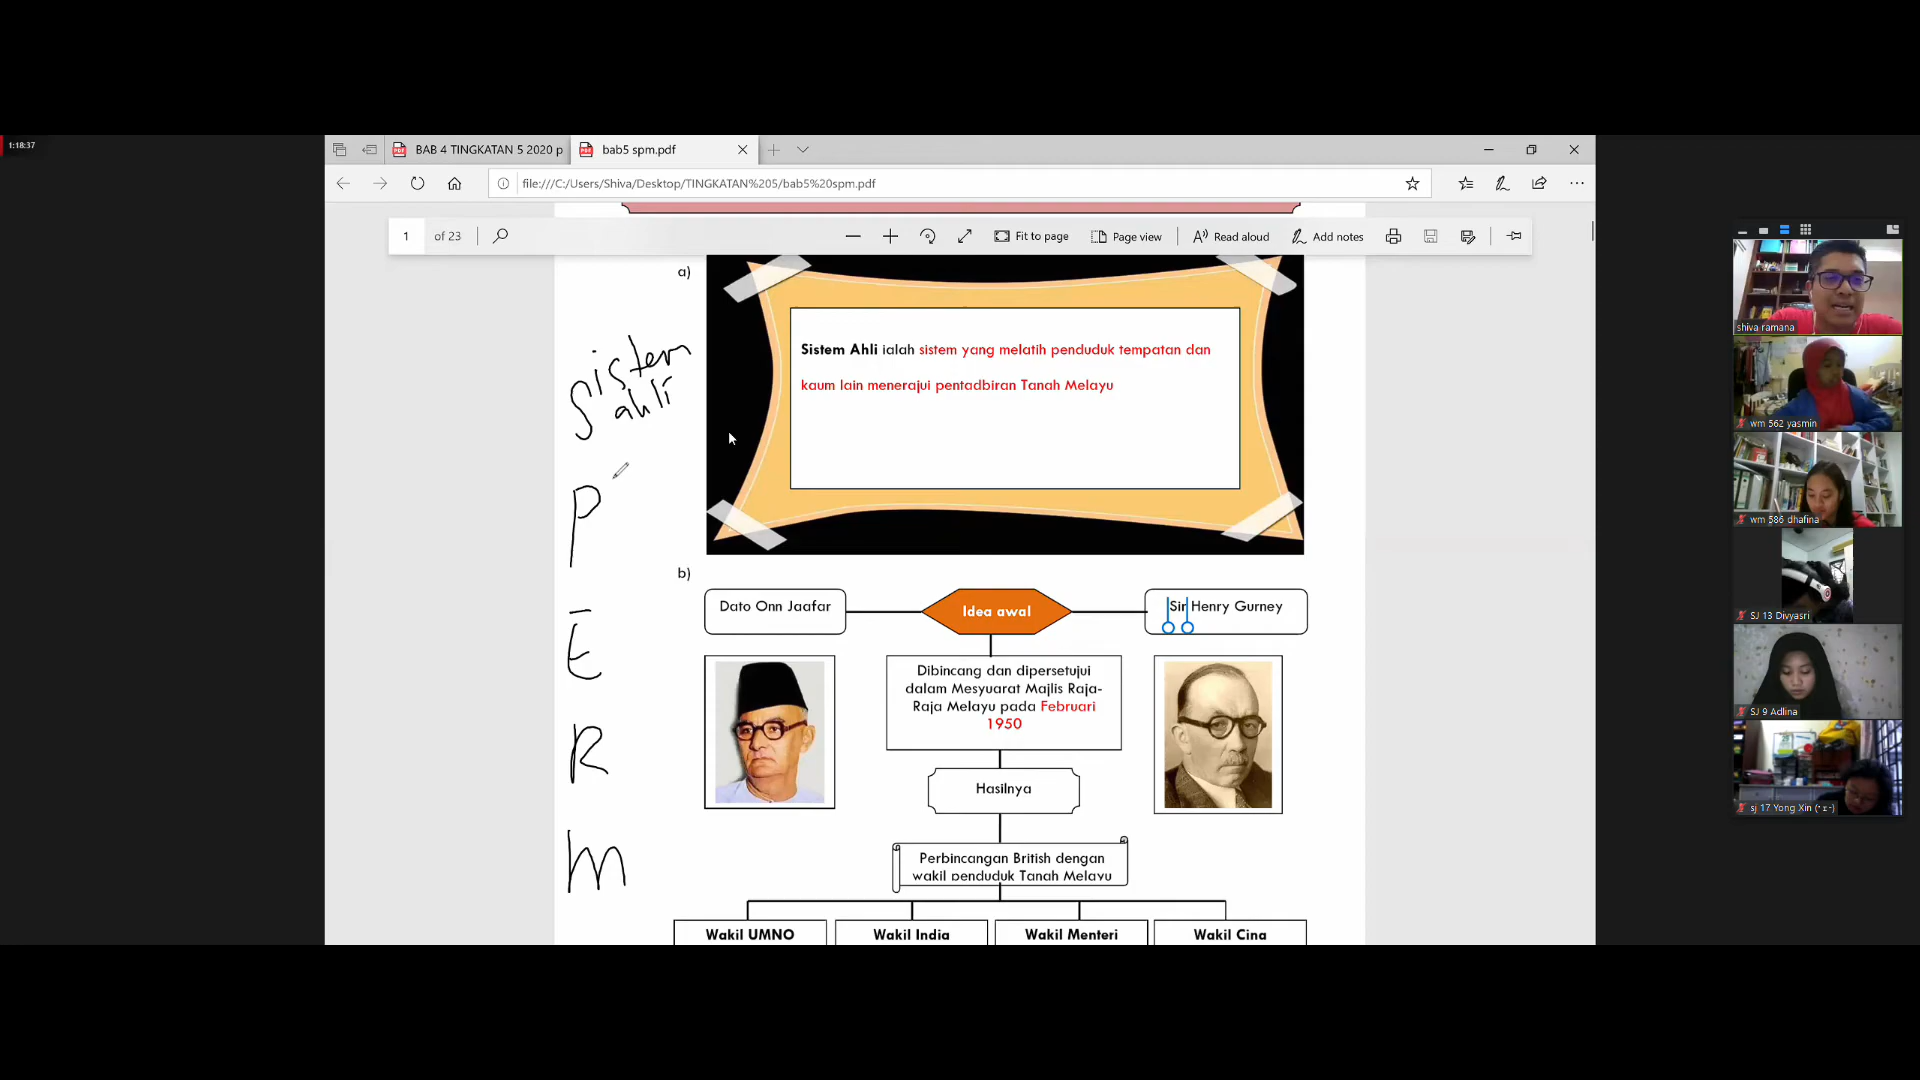 1:18:37
BAB 4 TINGKATAN 5 2020 p
bab5 spm.pdf
file:///C:/Users/Shiva/Desktop/TINGKATAN%205/bab5%20spm.pdf
1 of 23
Fit to page
Page view
Read aloud
Add notes
a)
Sistem Ahli ialah sistem yang melatih penduduk tempatan dan
kaum lain menerajui pentadbiran Tanah Melayu
sistem
ahli
P
E
R
M
b)
Dato Onn Jaafar
Idea awal
Sir Henry Gurney
Dibincang dan dipersetujui
dalam Mesyuarat Majlis Raja-
Raja Melayu pada Februari
1950
Hasilnya
Perbincangan British dengan
wakil penduduk Tanah Melayu
Wakil UMNO
Wakil India
Wakil Menteri
Wakil Cina
shiva ramana
wm 562 yasmin
wm 586 dhafina
SJ 13 Divyasri
SJ 9 Adlina
sj 17 Yong Xin (• ε •)